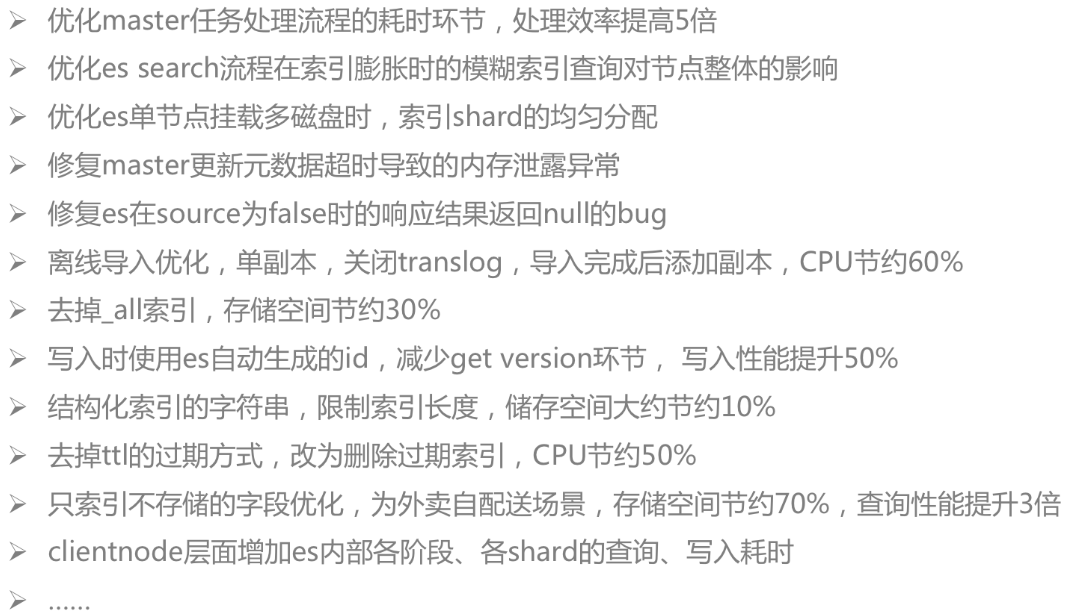 ➢ 优化master任务处理流程的耗时环节，处理效率提高5倍
➢ 优化es search流程在索引膨胀时的模糊索引查询对节点整体的影响
➢ 优化es单节点挂载多磁盘时，索引shard的均匀分配
➢ 修复master更新元数据超时导致的内存泄露异常
➢ 修复es在source为false时的响应结果返回null的bug
➢ 离线导入优化，单副本，关闭translog，导入完成后添加副本，CPU节约60%
➢ 去掉_all索引，存储空间节约30%
➢ 写入时使用es自动生成的id，减少get version环节， 写入性能提升50%
➢ 结构化索引的字符串，限制索引长度，储存空间大约节约10%
➢ 去掉ttl的过期方式，改为删除过期索引，CPU节约50%
➢ 只索引不存储的字段优化，为外卖自配送场景，存储空间节约70%，查询性能提升3倍
➢ clientnode层面增加es内部各阶段、各shard的查询、写入耗时
➢ ……